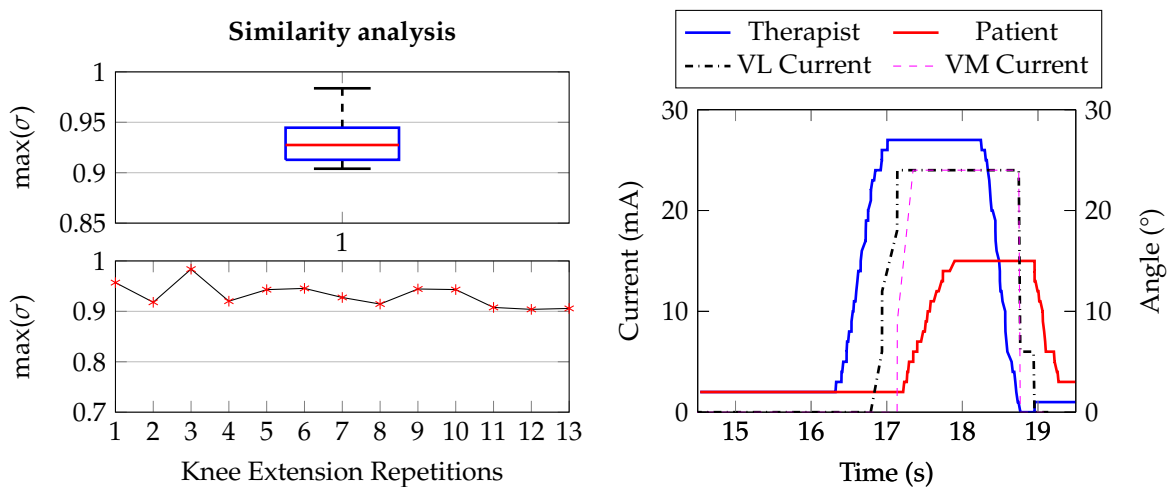 Similarity analysis
max(σ)
1
0.95
0.9
0.85
1
max(σ)
1
0.9
0.8
0.7
1 2 3 4 5 6 7 8 9 10 11 12 13
Knee Extension Repetitions
Therapist Patient
VL Current VM Current
Current (mA)
30
20
10
0
15 16 17 18 19
Time (s)
30
20
10
0
Angle (°)